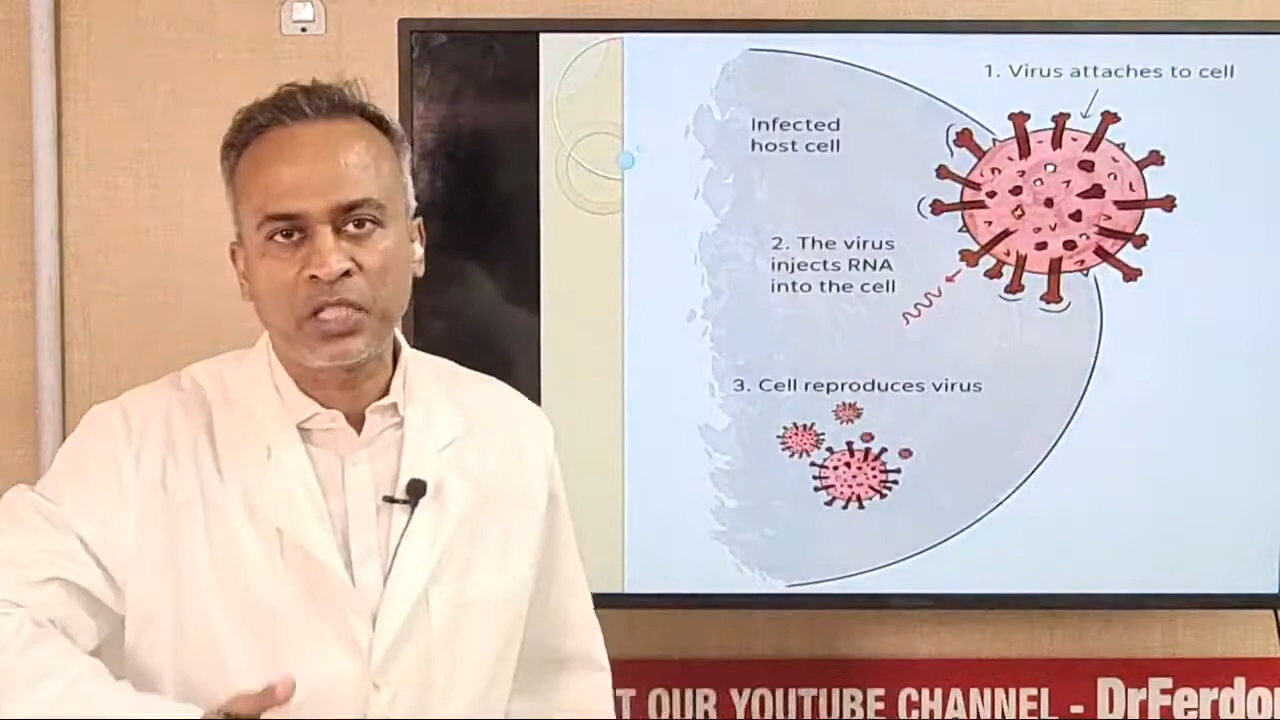 1. Virus attaches to cell
Infected
host cell
2. The virus
injects RNA
into the cell
3. Cell reproduces virus
OUR YOUTUBE CHANNEL - DrFerdo